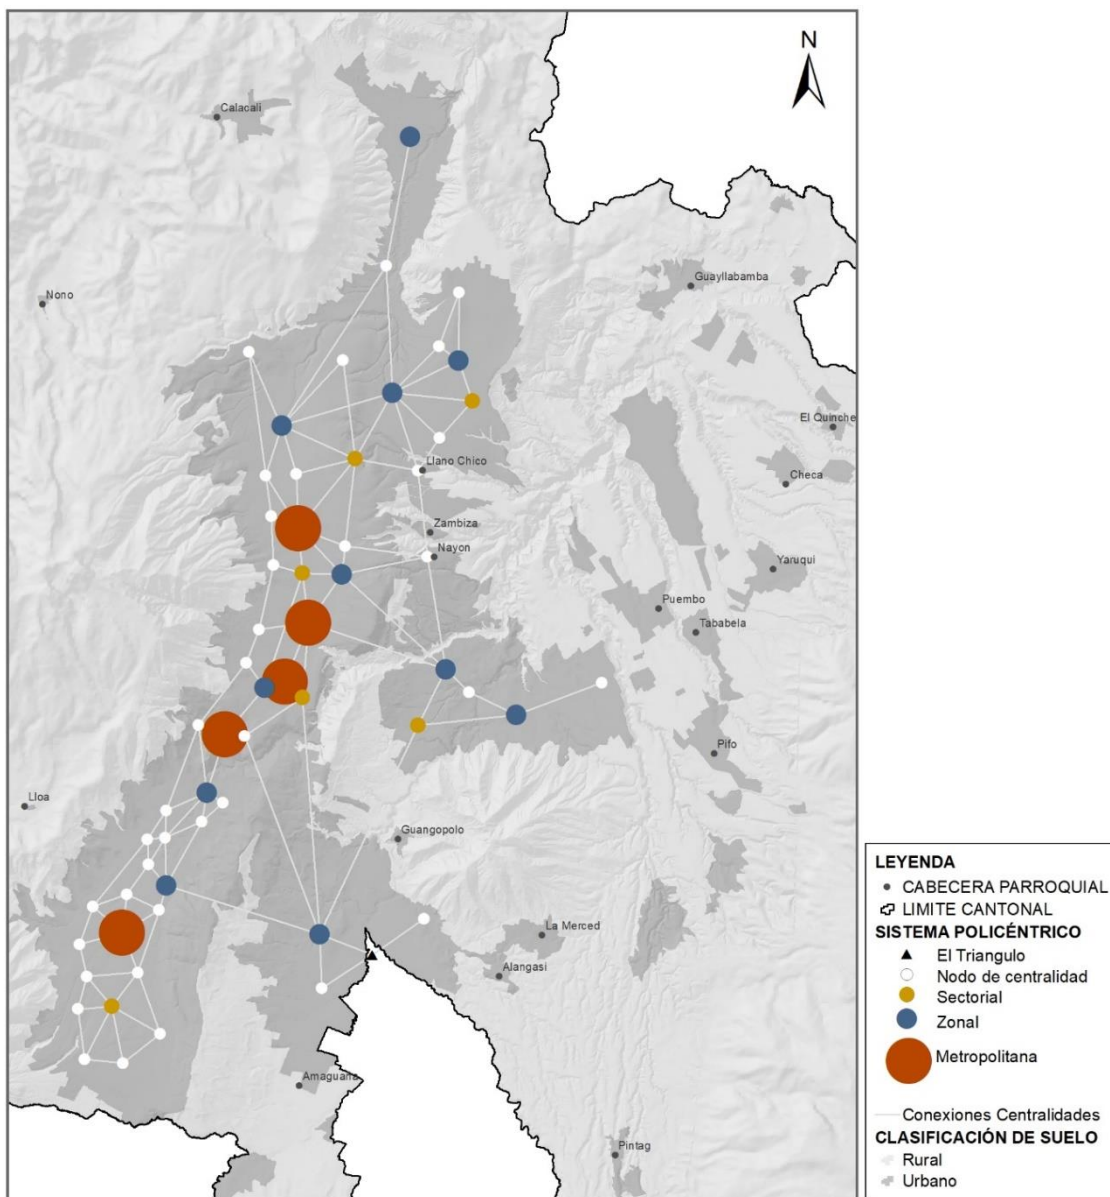 N
Calacali
Guayllabamba
Nono
El Quinche
Llano Chico
Checa
Zambiza
Nayon
Yaruqui
Puembo
Tababela
Pifo
Lloa
Guangopolo
La Merced
Alangasi
Amaguana
Pintag
LEYENDA
CABECERA PARROQUIAL
LIMITE CANTONAL
SISTEMA POLICÉNTRICO
El Triangulo
Nodo de centralidad
Sectorial
Zonal
Metropolitana
Conexiones Centralidades
CLASIFICACIÓN DE SUELO
Rural
Urbano